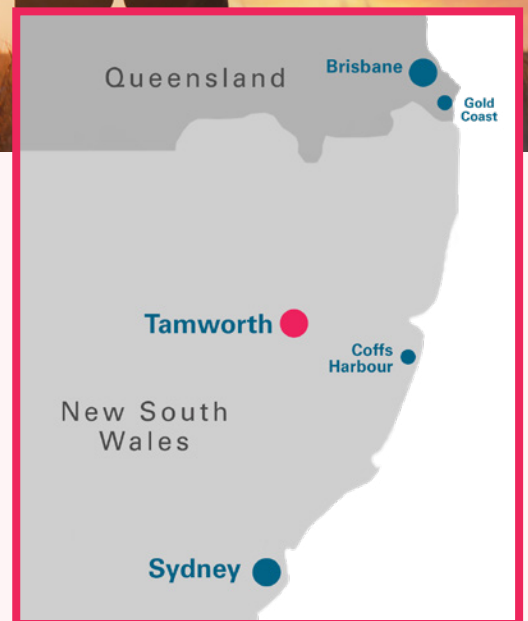 Queensland
Brisbane
Gold
Coast
Tamworth
Coffs
Harbour
New South
Wales
Sydney